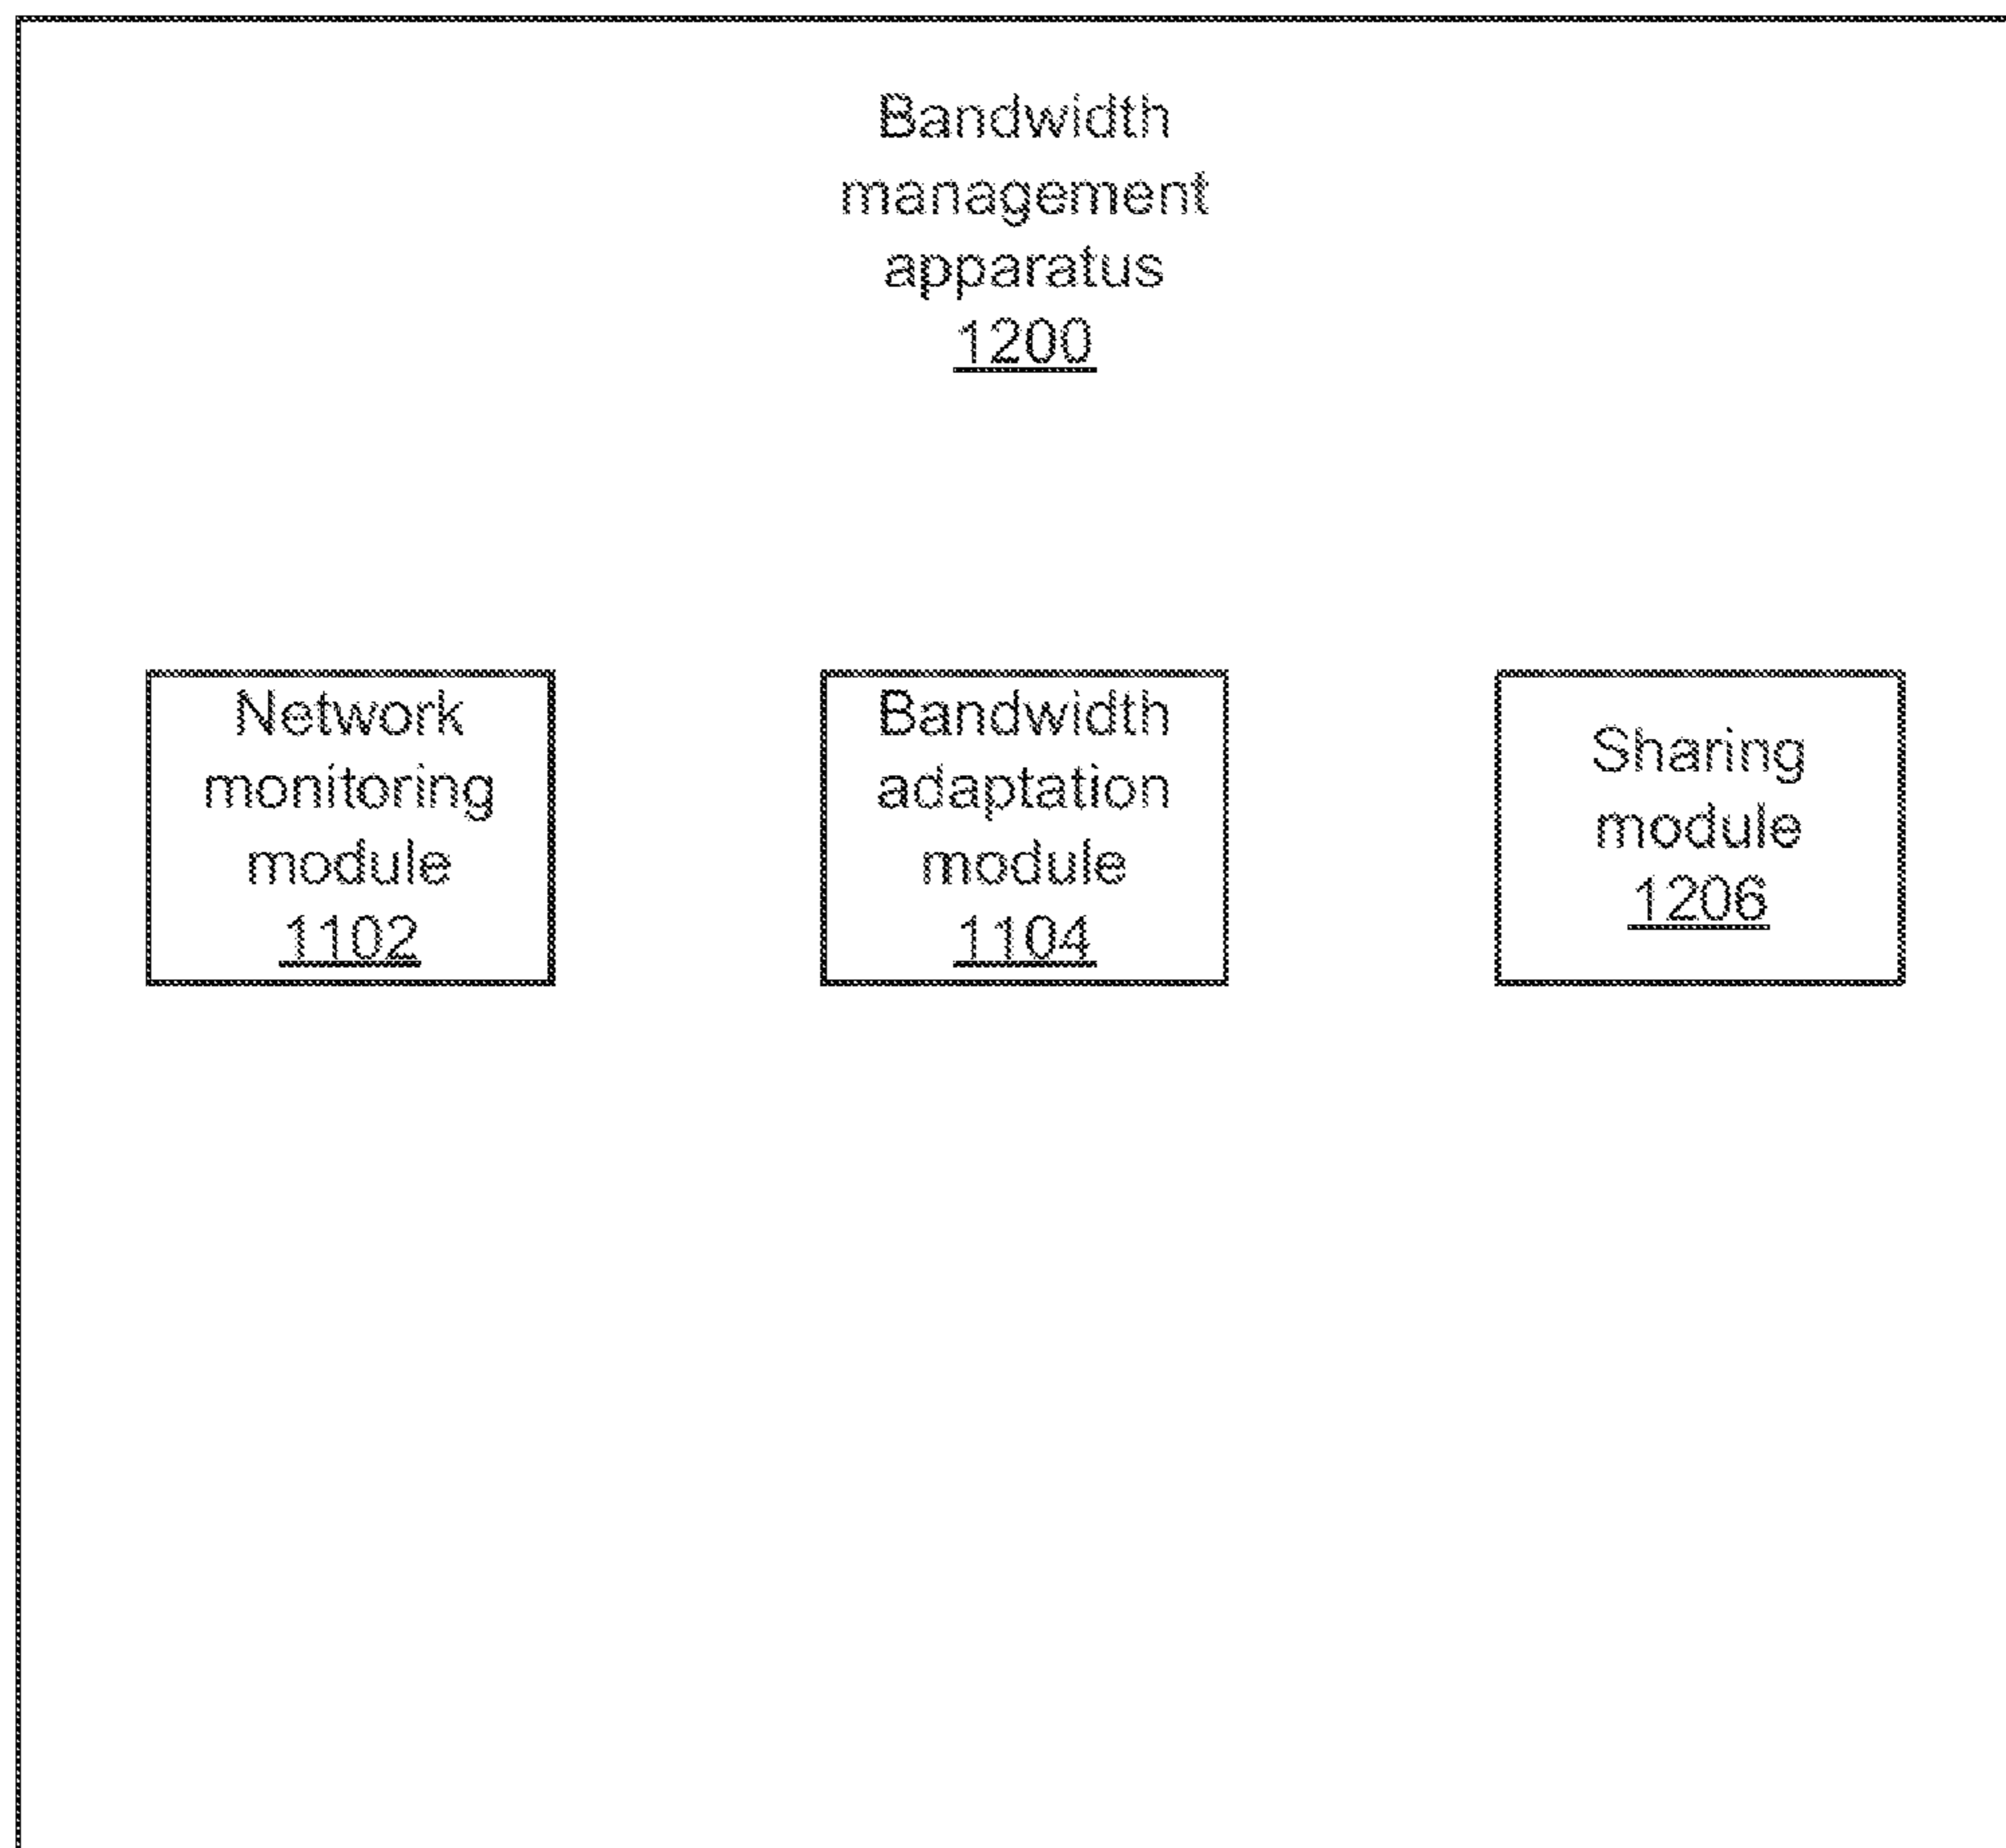 Bandwidth
management
apparatus
1200
Network
monitoring
module
1102
Bandwidth
adaptation
module
1104
Sharing
module
1206